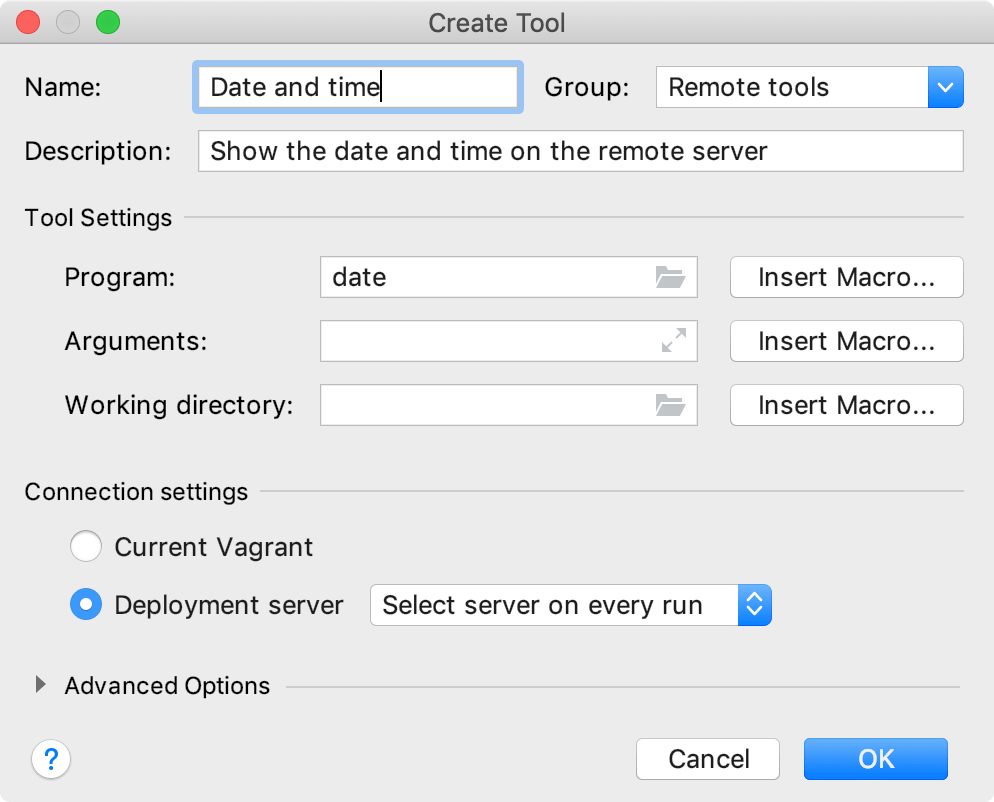 Create Tool
Name: Date and time Group: Remote tools
Description: Show the date and time on the remote server
Tool Settings
Program: date Insert Macro...
Arguments: Insert Macro...
Working directory: Insert Macro...
Connection settings
Current Vagrant
Deployment server Select server on every run
Advanced Options
? Cancel OK